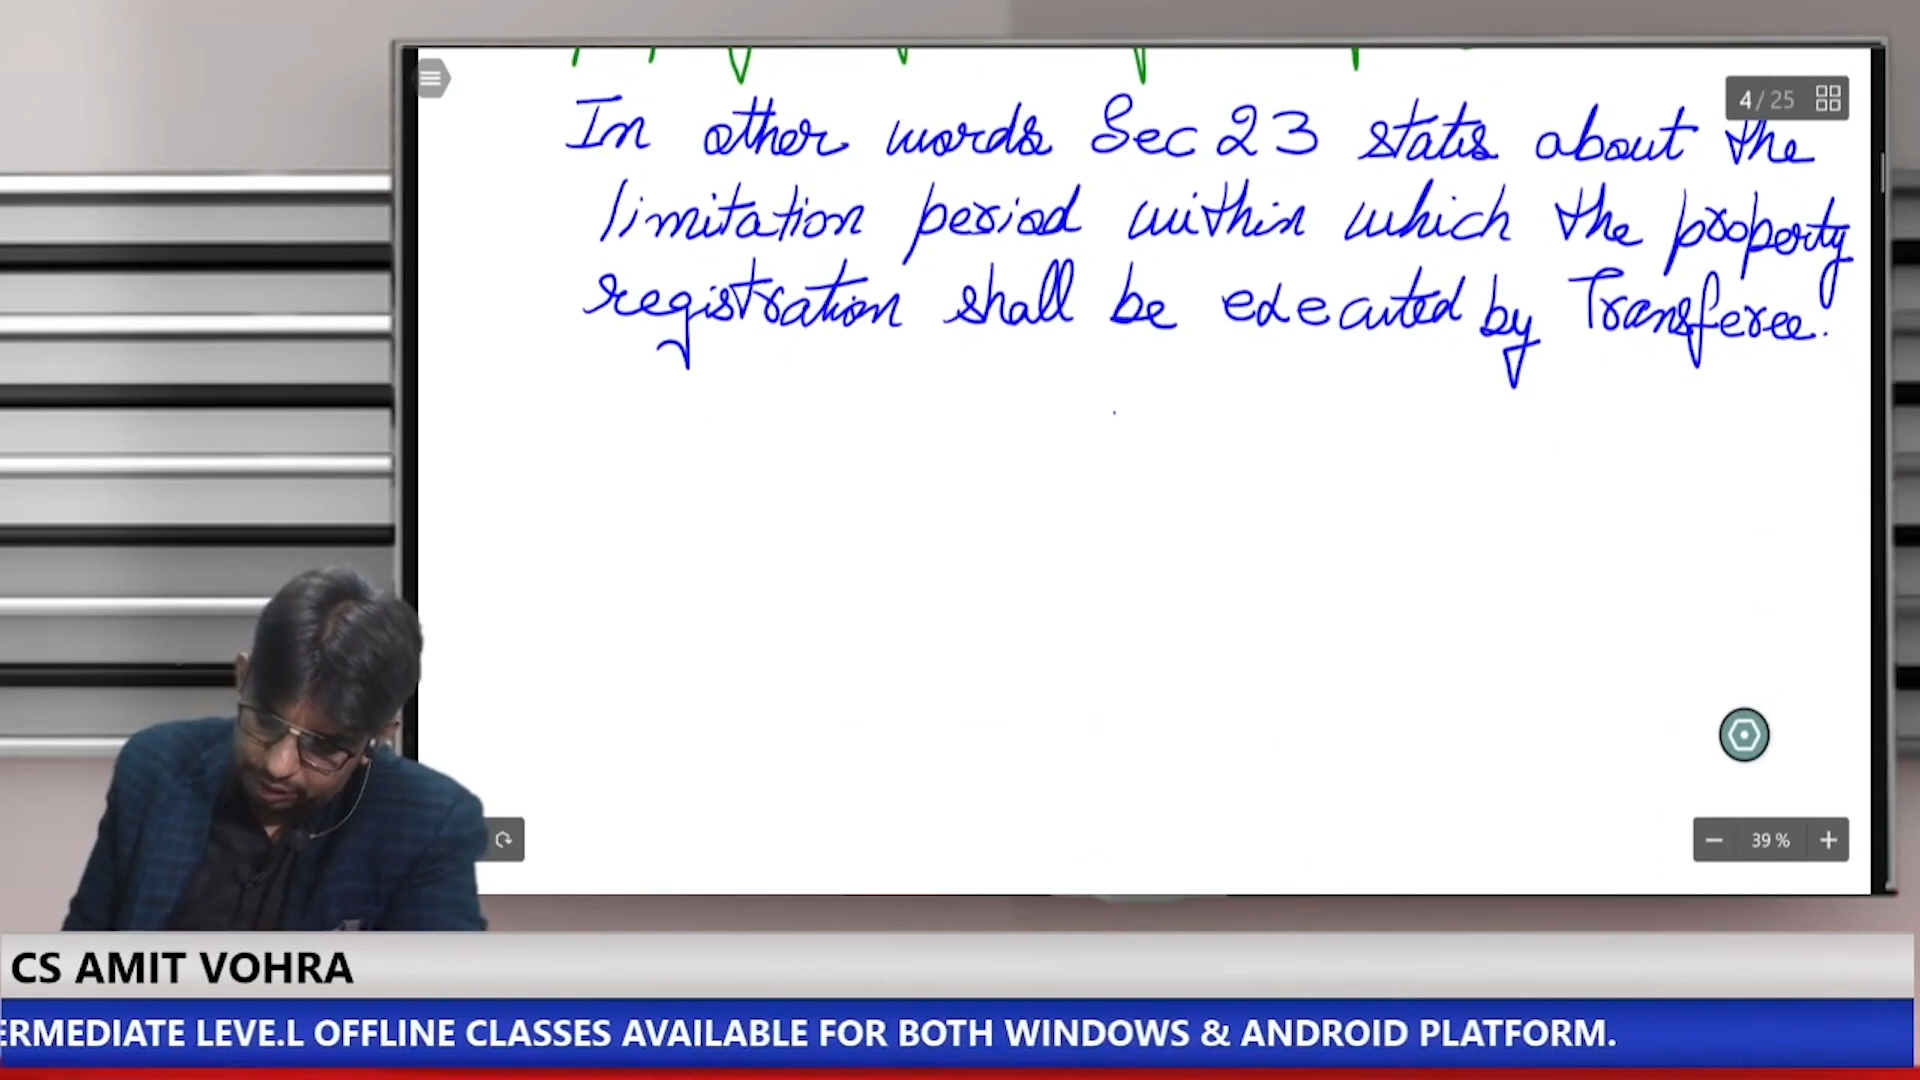 4/25
In other words Sec 23 states about the
limitation period within which the property
registration shall be executed by Transferee.
39 %
CS AMIT VOHRA
ERMEDIATE LEVE.L OFFLINE CLASSES AVAILABLE FOR BOTH WINDOWS & ANDROID PLATFORM.